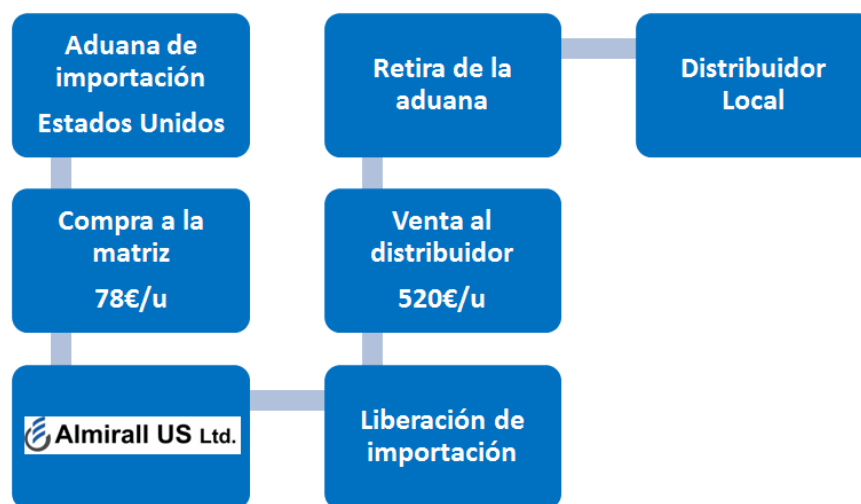 Aduana de
importación
Estados Unidos
Compra a la
matriz
78€/u
Almirall US Ltd.
Liberación de
importación
Venta al
distribuidor
520€/u
Retira de la
aduana
Distribuidor
Local